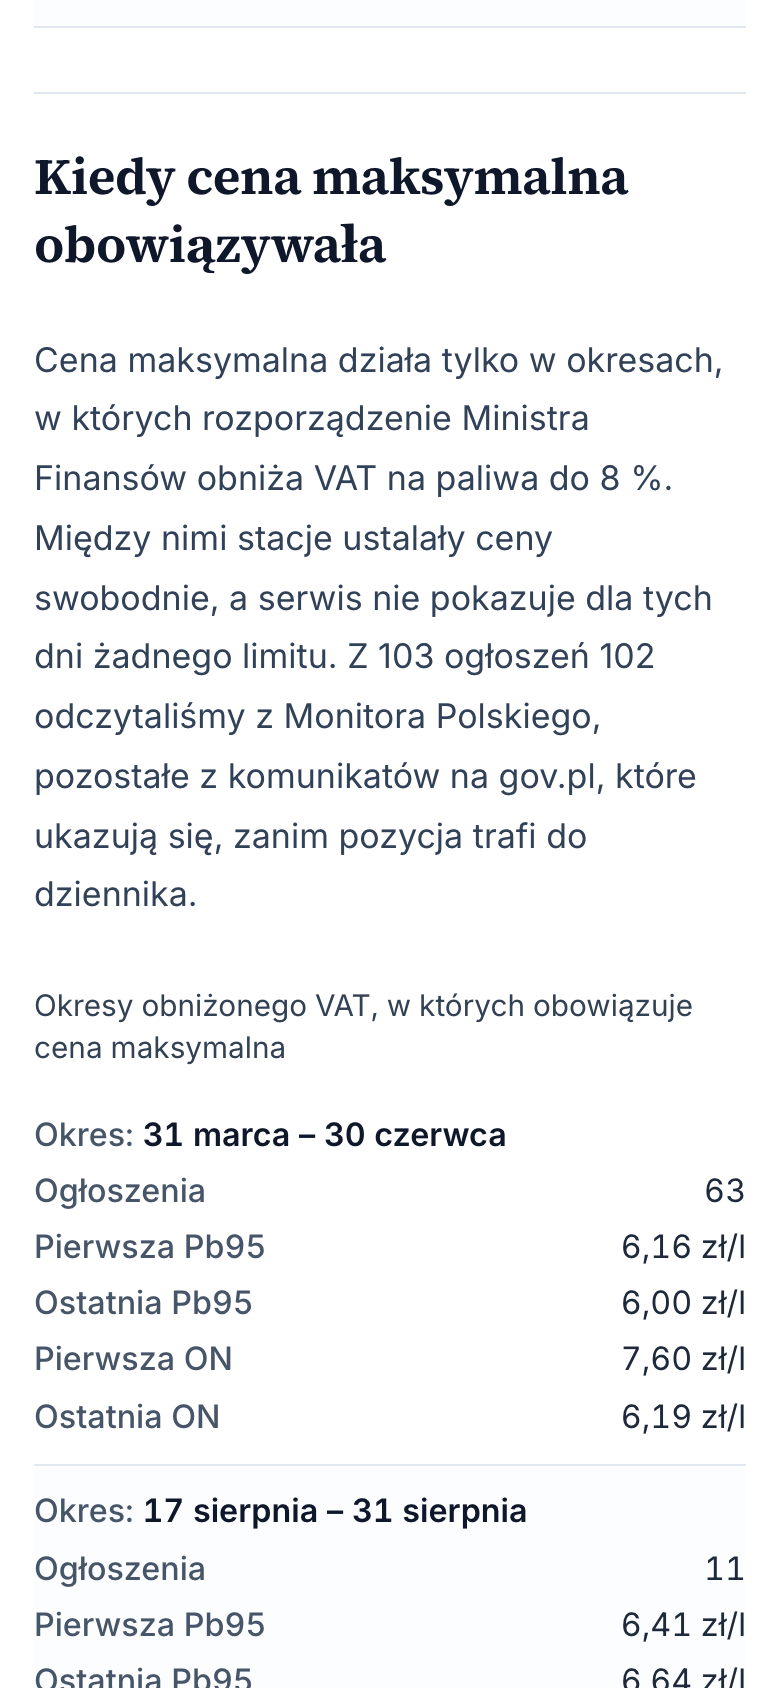 Kiedy cena maksymalna
obowiązywała
Cena maksymalna działa tylko w okresach,
w których rozporządzenie Ministra
Finansów obniża VAT na paliwa do 8 %.
Między nimi stacje ustalały ceny
swobodnie, a serwis nie pokazuje dla tych
dni żadnego limitu. Z 103 ogłoszeń 102
odczytaliśmy z Monitora Polskiego,
pozostałe z komunikatów na gov.pl, które
ukazują się, zanim pozycja trafi do
dziennika.
Okresy obniżonego VAT, w których obowiązuje
cena maksymalna
Okres: 31 marca – 30 czerwca
Ogłoszenia 63
Pierwsza Pb95 6,16 zł/l
Ostatnia Pb95 6,00 zł/l
Pierwsza ON 7,60 zł/l
Ostatnia ON 6,19 zł/l
Okres: 17 sierpnia – 31 sierpnia
Ogłoszenia 11
Pierwsza Pb95 6,41 zł/l
Ostatnia Pb95 6,64 zł/l